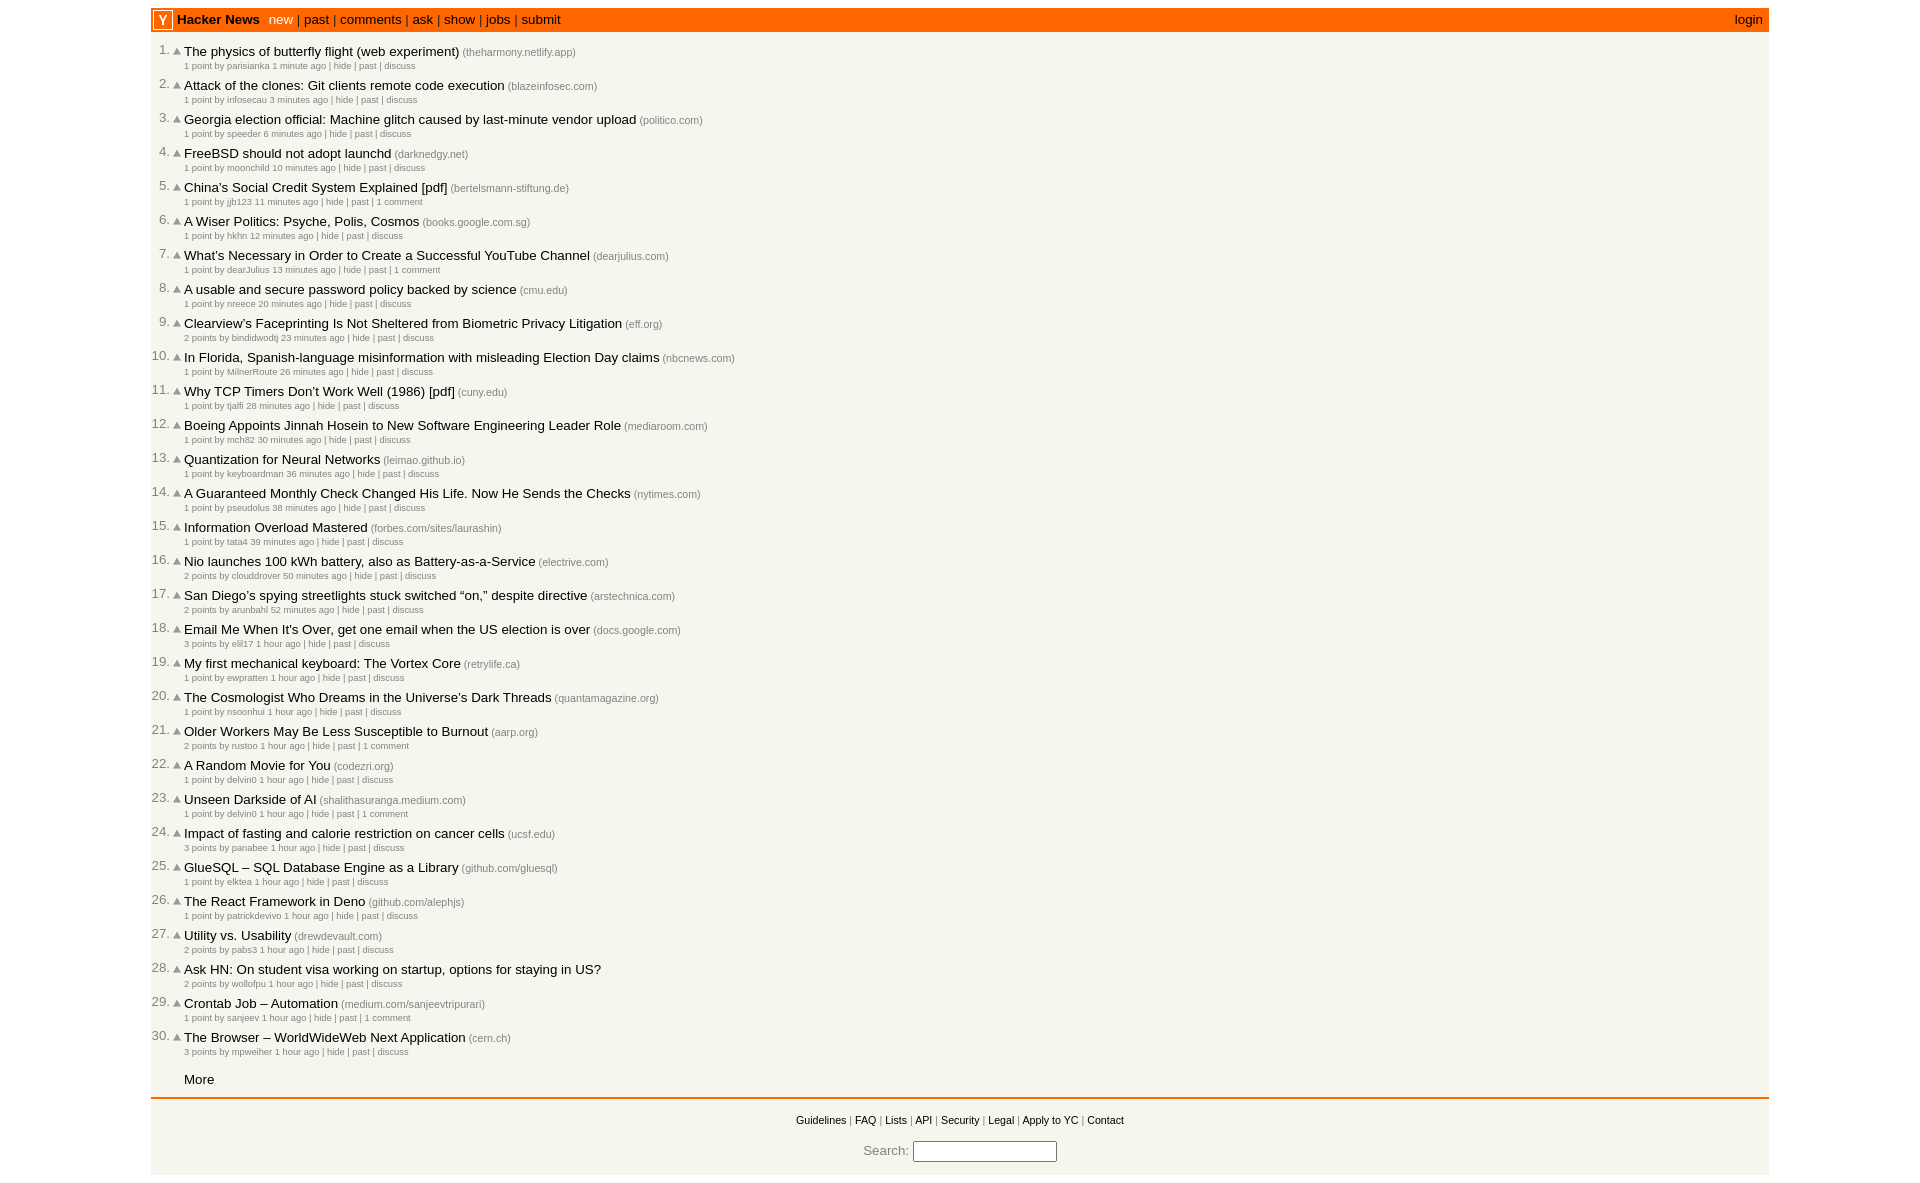 Y Hacker News new | past | comments | ask | show | jobs | submit login
1. The physics of butterfly flight (web experiment) (theharmony.netlify.app)
1 point by parisianka 1 minute ago | hide | past | discuss
2. Attack of the clones: Git clients remote code execution (blazeinfosec.com)
1 point by infosecau 3 minutes ago | hide | past | discuss
3. Georgia election official: Machine glitch caused by last-minute vendor upload (politico.com)
1 point by speeder 6 minutes ago | hide | past | discuss
4. FreeBSD should not adopt launchd (darknedgy.net)
1 point by moonchild 10 minutes ago | hide | past | discuss
5. China’s Social Credit System Explained [pdf] (bertelsmann-stiftung.de)
1 point by jjb123 11 minutes ago | hide | past | 1 comment
6. A Wiser Politics: Psyche, Polis, Cosmos (books.google.com.sg)
1 point by hkhn 12 minutes ago | hide | past | discuss
7. What’s Necessary in Order to Create a Successful YouTube Channel (dearjulius.com)
1 point by dearJulius 13 minutes ago | hide | past | 1 comment
8. A usable and secure password policy backed by science (cmu.edu)
1 point by nreece 20 minutes ago | hide | past | discuss
9. Clearview’s Faceprinting Is Not Sheltered from Biometric Privacy Litigation (eff.org)
2 points by bindidwodtj 23 minutes ago | hide | past | discuss
10. In Florida, Spanish-language misinformation with misleading Election Day claims (nbcnews.com)
1 point by MilnerRoute 26 minutes ago | hide | past | discuss
11. Why TCP Timers Don’t Work Well (1986) [pdf] (cuny.edu)
1 point by tjalfi 28 minutes ago | hide | past | discuss
12. Boeing Appoints Jinnah Hosein to New Software Engineering Leader Role (mediaroom.com)
1 point by mch82 30 minutes ago | hide | past | discuss
13. Quantization for Neural Networks (leimao.github.io)
1 point by keyboardman 36 minutes ago | hide | past | discuss
14. A Guaranteed Monthly Check Changed His Life. Now He Sends the Checks (nytimes.com)
1 point by pseudolus 38 minutes ago | hide | past | discuss
15. Information Overload Mastered (forbes.com/sites/laurashin)
1 point by tata4 39 minutes ago | hide | past | discuss
16. Nio launches 100 kWh battery, also as Battery-as-a-Service (electrive.com)
2 points by clouddrover 50 minutes ago | hide | past | discuss
17. San Diego’s spying streetlights stuck switched “on,” despite directive (arstechnica.com)
2 points by arunbahl 52 minutes ago | hide | past | discuss
18. Email Me When It's Over, get one email when the US election is over (docs.google.com)
3 points by elil17 1 hour ago | hide | past | discuss
19. My first mechanical keyboard: The Vortex Core (retrylife.ca)
1 point by ewpratten 1 hour ago | hide | past | discuss
20. The Cosmologist Who Dreams in the Universe’s Dark Threads (quantamagazine.org)
1 point by nsoonhui 1 hour ago | hide | past | discuss
21. Older Workers May Be Less Susceptible to Burnout (aarp.org)
2 points by rustoo 1 hour ago | hide | past | 1 comment
22. A Random Movie for You (codezri.org)
1 point by delvin0 1 hour ago | hide | past | discuss
23. Unseen Darkside of AI (shalithasuranga.medium.com)
1 point by delvin0 1 hour ago | hide | past | 1 comment
24. Impact of fasting and calorie restriction on cancer cells (ucsf.edu)
3 points by panabee 1 hour ago | hide | past | discuss
25. GlueSQL – SQL Database Engine as a Library (github.com/gluesql)
1 point by elktea 1 hour ago | hide | past | discuss
26. The React Framework in Deno (github.com/alephjs)
1 point by patrickdevivo 1 hour ago | hide | past | discuss
27. Utility vs. Usability (drewdevault.com)
2 points by pabs3 1 hour ago | hide | past | discuss
28. Ask HN: On student visa working on startup, options for staying in US?
2 points by wollofpu 1 hour ago | hide | past | discuss
29. Crontab Job – Automation (medium.com/sanjeevtripurari)
1 point by sanjeev 1 hour ago | hide | past | 1 comment
30. The Browser – WorldWideWeb Next Application (cern.ch)
3 points by mpweiher 1 hour ago | hide | past | discuss
More
Guidelines | FAQ | Lists | API | Security | Legal | Apply to YC | Contact
Search: